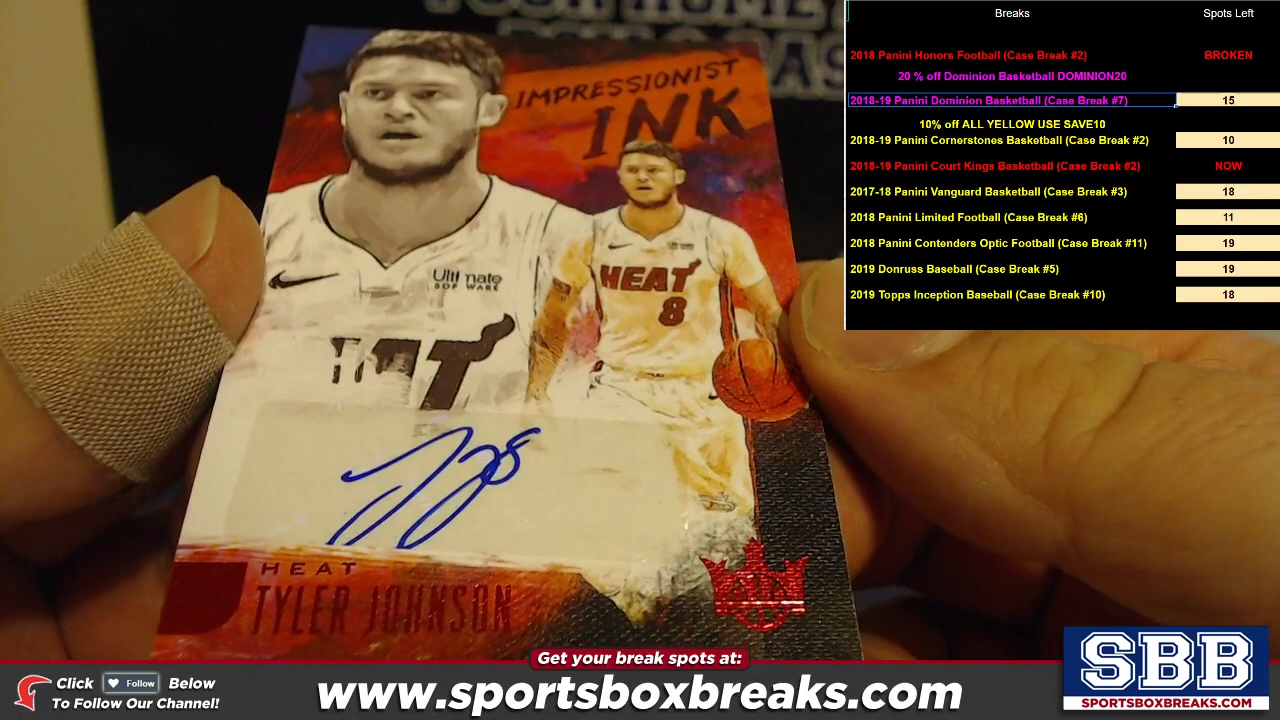 IMPRESSIONIST
INK
Ultimate
SOFTWARE
HEAT
8
HEAT
TYLER JOHNSON
Breaks Spots Left
2018 Panini Honors Football (Case Break #2) BROKEN
20 % off Dominion Basketball DOMINION20
2018-19 Panini Dominion Basketball (Case Break #7) 15
10% off ALL YELLOW USE SAVE10
2018-19 Panini Cornerstones Basketball (Case Break #2) 10
2018-19 Panini Court Kings Basketball (Case Break #2) NOW
2017-18 Panini Vanguard Basketball (Case Break #3) 18
2018 Panini Limited Football (Case Break #6) 11
2018 Panini Contenders Optic Football (Case Break #11) 19
2019 Donruss Baseball (Case Break #5) 19
2019 Topps Inception Baseball (Case Break #10) 18
Get your break spots at:
Click Follow Below
To Follow Our Channel!
www.sportsboxbreaks.com
SBB
SPORTSBOXBREAKS.COM